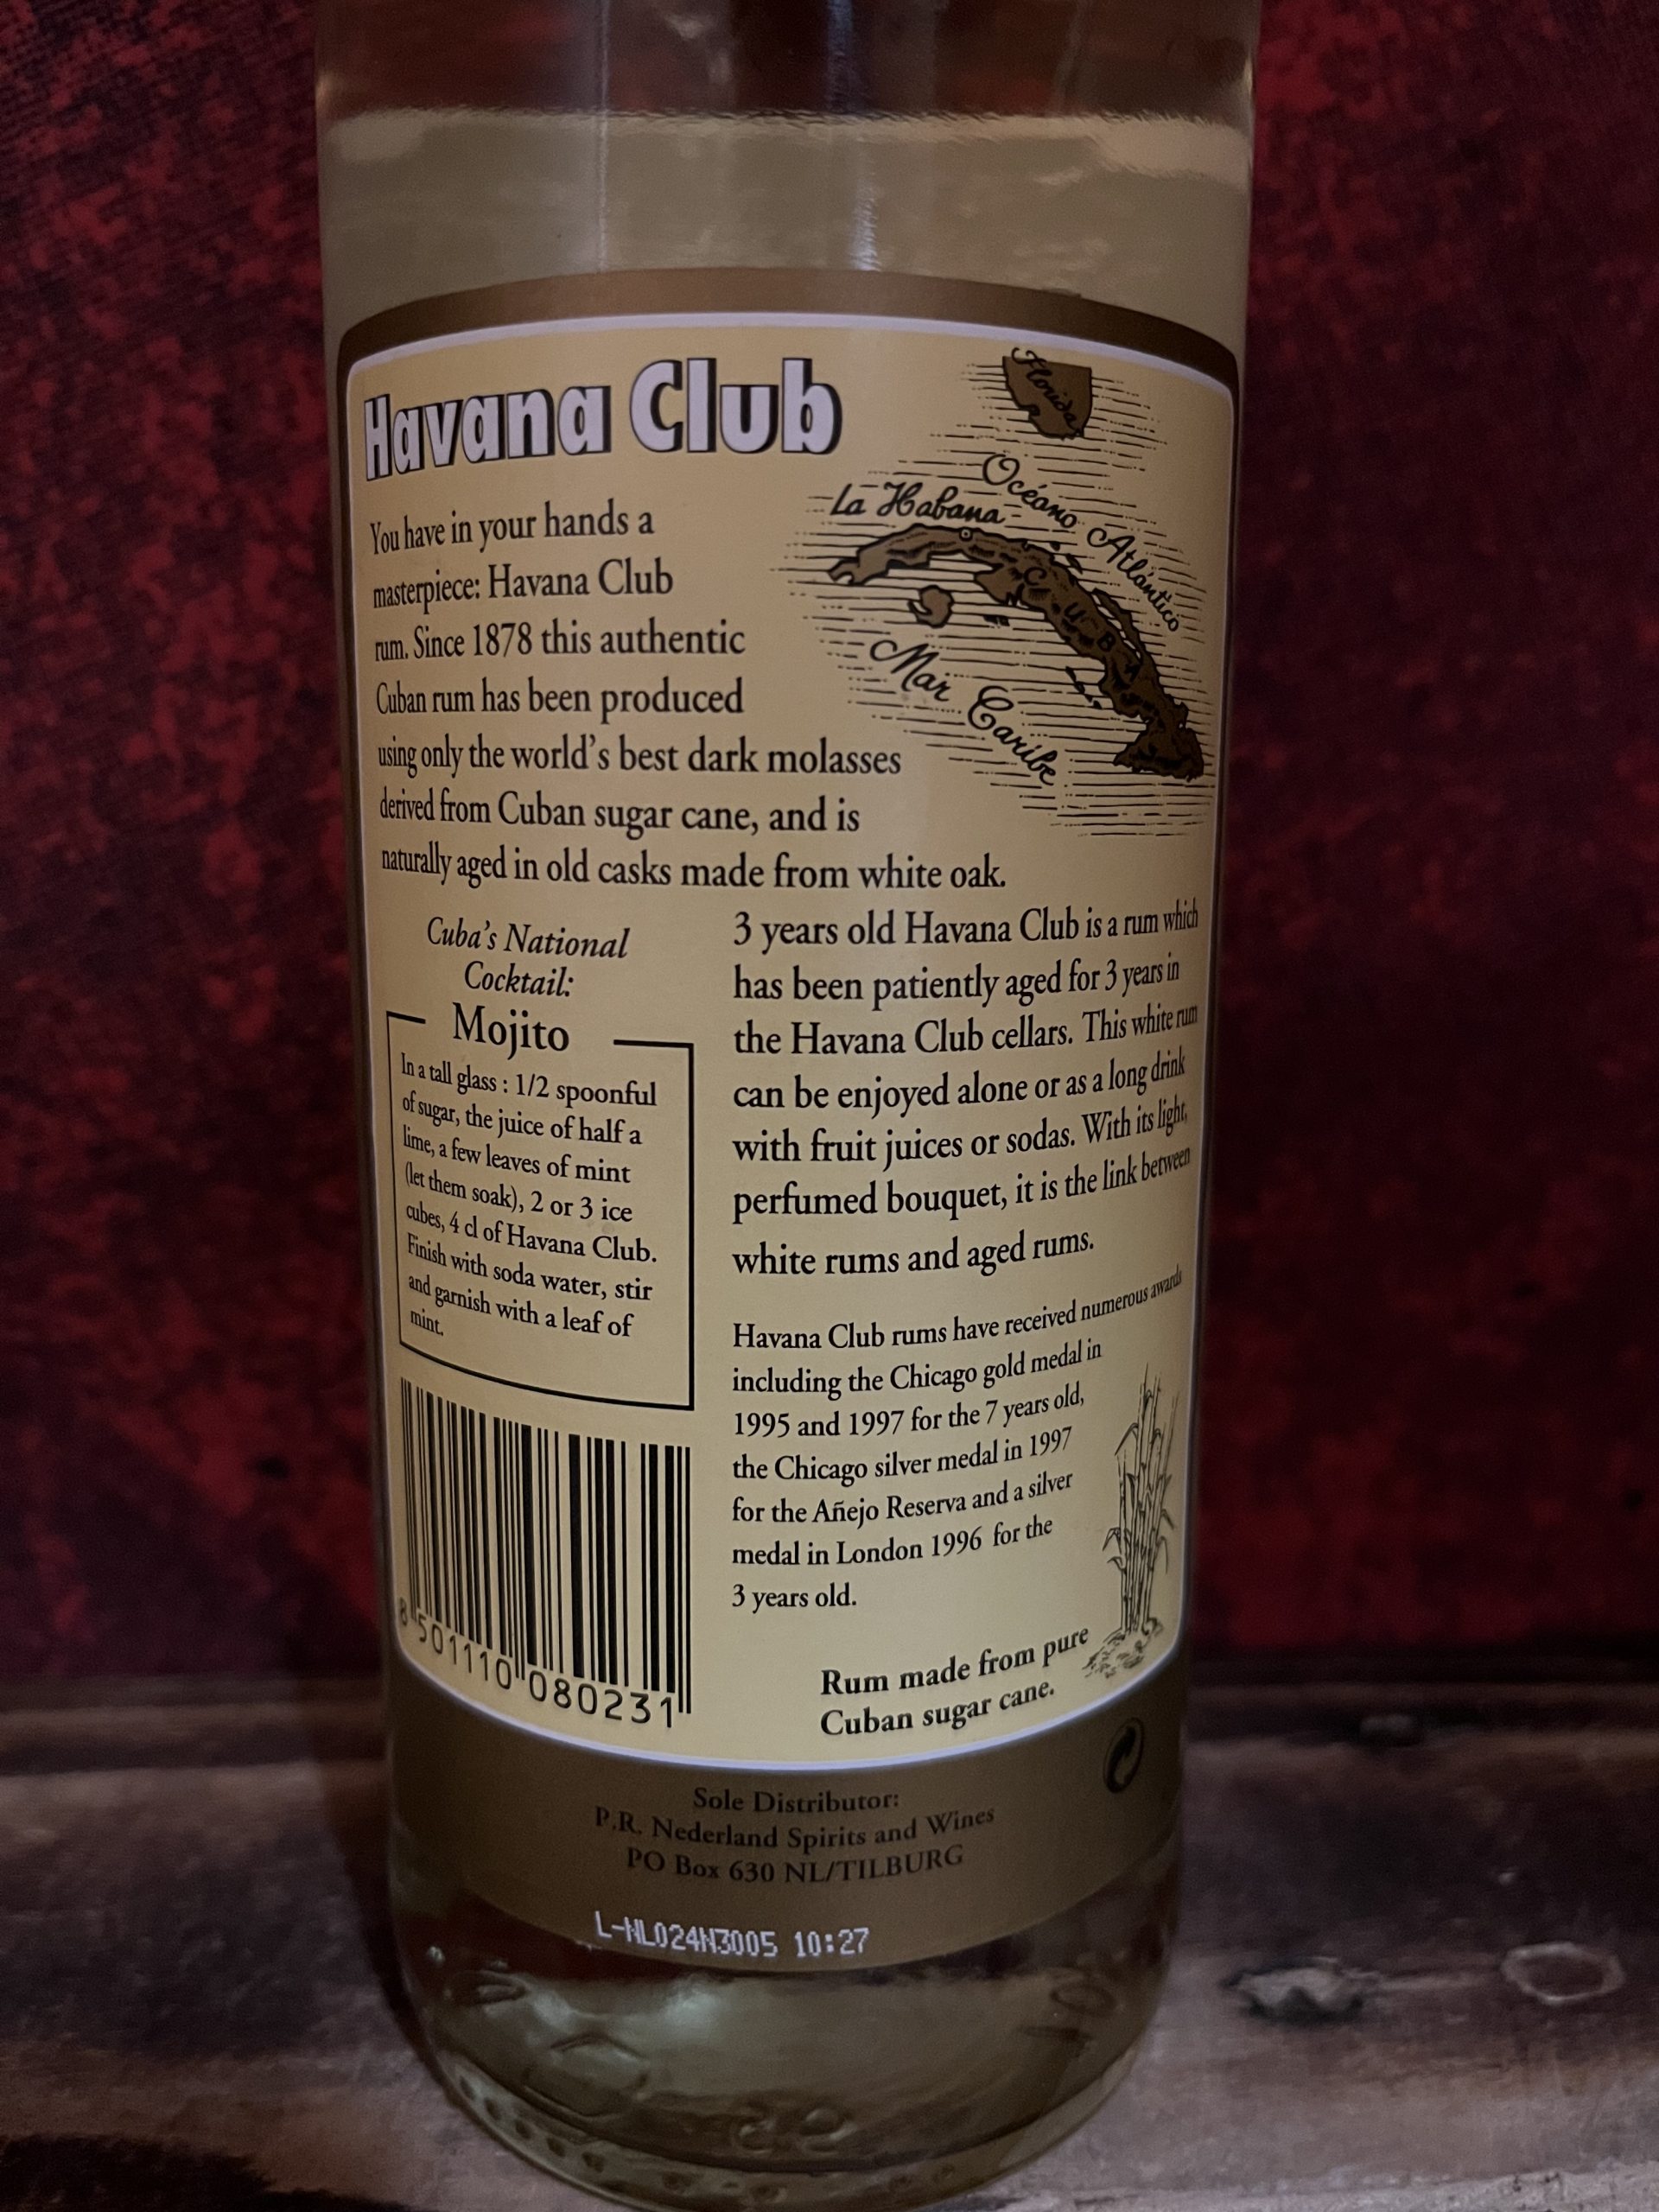 Havana Club
Florida
Océano Atlántico
La Habana
CUBA
Mar Caribe
You have in your hands a
masterpiece: Havana Club
rum. Since 1878 this authentic
Cuban rum has been produced
using only the world's best dark molasses
derived from Cuban sugar cane, and is
naturally aged in old casks made from white oak.
Cuba's National
Cocktail:
Mojito
In a tall glass : 1/2 spoonful
of sugar, the juice of half a
lime, a few leaves of mint
(let them soak), 2 or 3 ice
cubes, 4 cl of Havana Club.
Finish with soda water, stir
and garnish with a leaf of
mint.
8 501110 080231
3 years old Havana Club is a rum which
has been patiently aged for 3 years in
the Havana Club cellars. This white rum
can be enjoyed alone or as a long drink
with fruit juices or sodas. With its light,
perfumed bouquet, it is the link between
white rums and aged rums.
Havana Club rums have received numerous awards
including the Chicago gold medal in
1995 and 1997 for the 7 years old,
the Chicago silver medal in 1997
for the Añejo Reserva and a silver
medal in London 1996 for the
3 years old.
Rum made from pure
Cuban sugar cane.
Sole Distributor:
P.R. Nederland Spirits and Wines
PO Box 630 NL/TILBURG
L-NL024N3005 10:27